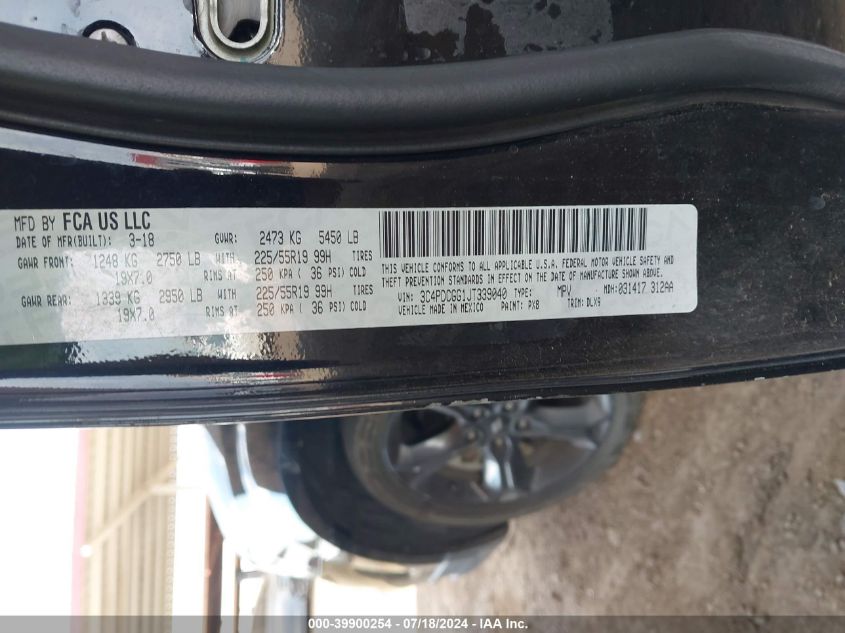 MFD BY FCA US LLC
DATE OF MFR(BUILT): 3-18 GVWR: 2473 KG 5450 LB
GAWR FRONT: 1248 KG 2750 LB WITH 225/55R19 99H TIRES
19X7.0 RIMS AT 250 KPA ( 36 PSI) COLD
GAWR REAR: 1339 KG 2950 LB WITH 225/55R19 99H TIRES
19X7.0 RIMS AT 250 KPA ( 36 PSI) COLD
THIS VEHICLE CONFORMS TO ALL APPLICABLE U.S.A. FEDERAL MOTOR VEHICLE SAFETY
AND THEFT PREVENTION STANDARDS IN EFFECT ON THE DATE OF MANUFACTURE SHOWN ABOVE.
VIN: 3C4PDCGG1JT339040 TYPE: MPV MDH: 031417 312AA
VEHICLE MADE IN MEXICO PAINT: PX8 TRIM: DLX9
000-39900254 - 07/18/2024 - IAAI.com